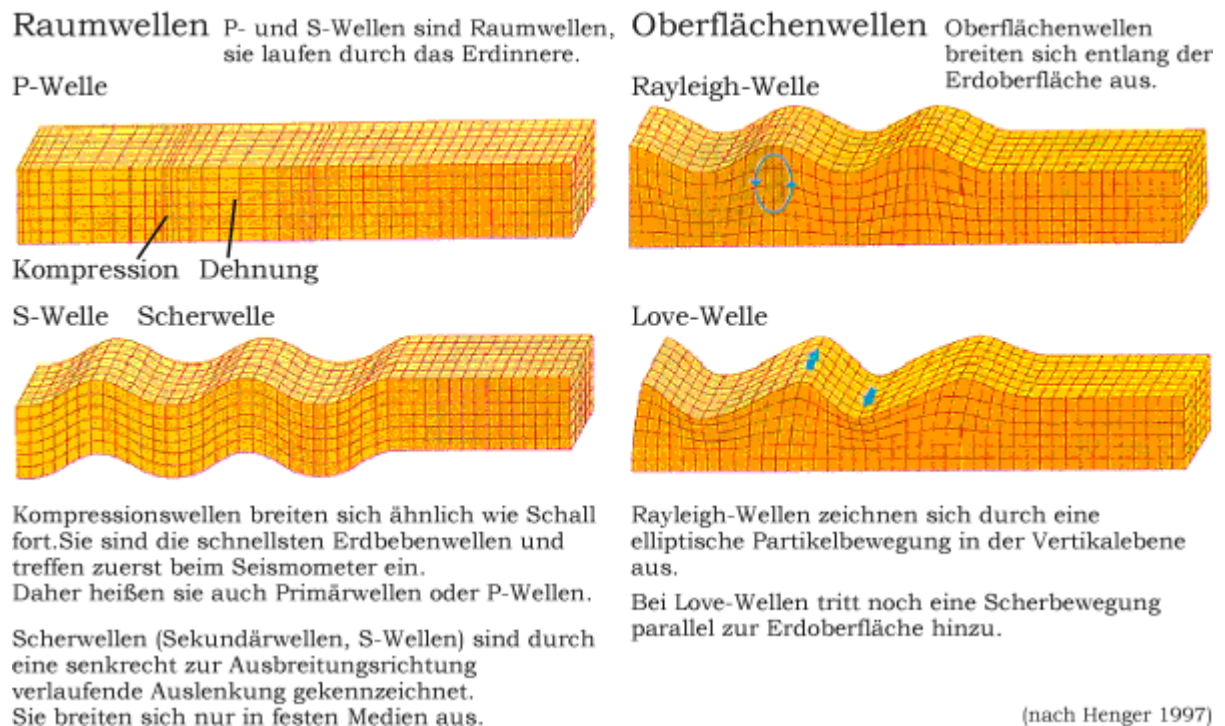 Raumwellen P- und S-Wellen sind Raumwellen,
sie laufen durch das Erdinnere.
P-Welle
Kompression Dehnung
S-Welle Scherwelle
Kompressionswellen breiten sich ähnlich wie Schall
fort.Sie sind die schnellsten Erdbebenwellen und
treffen zuerst beim Seismometer ein.
Daher heißen sie auch Primärwellen oder P-Wellen.
Scherwellen (Sekundärwellen, S-Wellen) sind durch
eine senkrecht zur Ausbreitungsrichtung
verlaufende Auslenkung gekennzeichnet.
Sie breiten sich nur in festen Medien aus.
Oberflächenwellen Oberflächenwellen
breiten sich entlang der
Erdoberfläche aus.
Rayleigh-Welle
Love-Welle
Rayleigh-Wellen zeichnen sich durch eine
elliptische Partikelbewegung in der Vertikalebene
aus.
Bei Love-Wellen tritt noch eine Scherbewegung
parallel zur Erdoberfläche hinzu.
(nach Henger 1997)